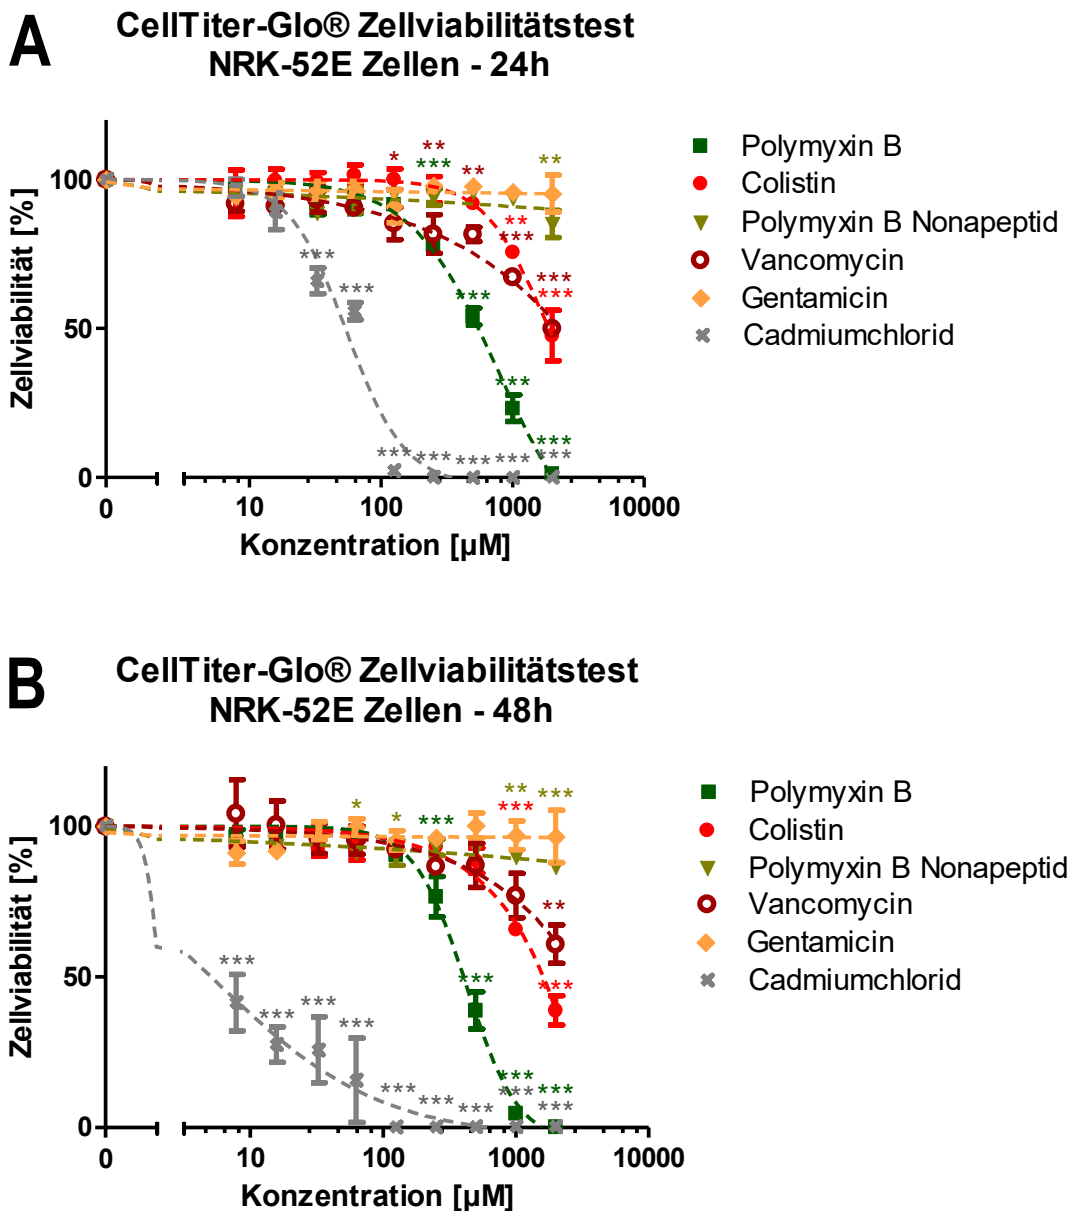 A
CellTiter-Glo® Zellviabilitätstest
NRK-52E Zellen - 24h
Zellviabilität [%]
100
50
0
* ** *** ** ** *** *** *** **
*** *** *** *** ***
*** *** *** *** *** *** ***
0 10 100 1000 10000
Konzentration [µM]
Polymyxin B
Colistin
Polymyxin B Nonapeptid
Vancomycin
Gentamicin
Cadmiumchlorid
B
CellTiter-Glo® Zellviabilitätstest
NRK-52E Zellen - 48h
Zellviabilität [%]
100
50
0
* * *** ** *** ***
**
*** *** *** *** *** ***
*** *** *** *** *** ***
*** ***
0 10 100 1000 10000
Konzentration [µM]
Polymyxin B
Colistin
Polymyxin B Nonapeptid
Vancomycin
Gentamicin
Cadmiumchlorid